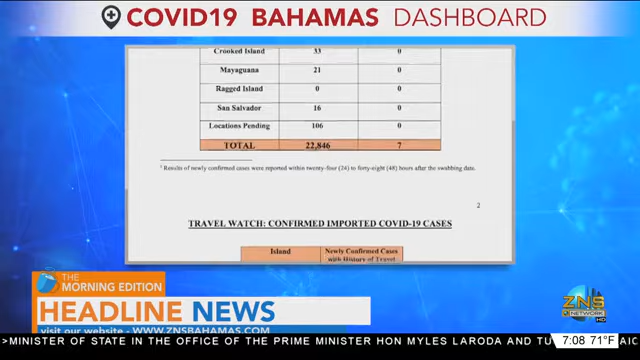 COVID19 BAHAMAS DASHBOARD
Crooked Island 33 0
Mayaguana 21 0
Ragged Island 0 0
San Salvador 16 0
Locations Pending 106 0
TOTAL 22,846 7
Results of newly confirmed cases were reported within twenty-four (24) to forty-eight (48) hours after the swabbing date.
2
TRAVEL WATCH: CONFIRMED IMPORTED COVID-19 CASES
Island Newly Confirmed Cases
with History of Travel
THE
MORNING EDITION
HEADLINE NEWS
visit our website - WWW.ZNSBAHAMAS.COM
ZNS
NETWORK
HD
>MINISTER OF STATE IN THE OFFICE OF THE PRIME MINISTER HON MYLES LARODA AND TU AID
7:08 71°F